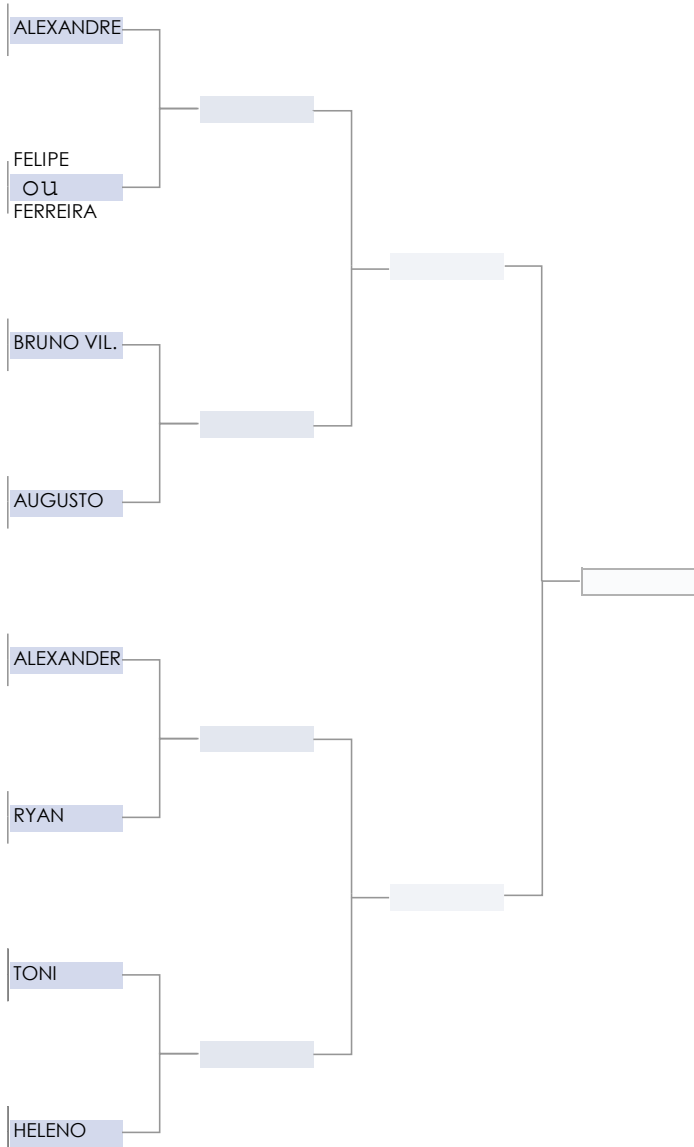 ALEXANDRE
FELIPE
ou
FERREIRA
BRUNO VIL.
AUGUSTO
ALEXANDER
RYAN
TONI
HELENO